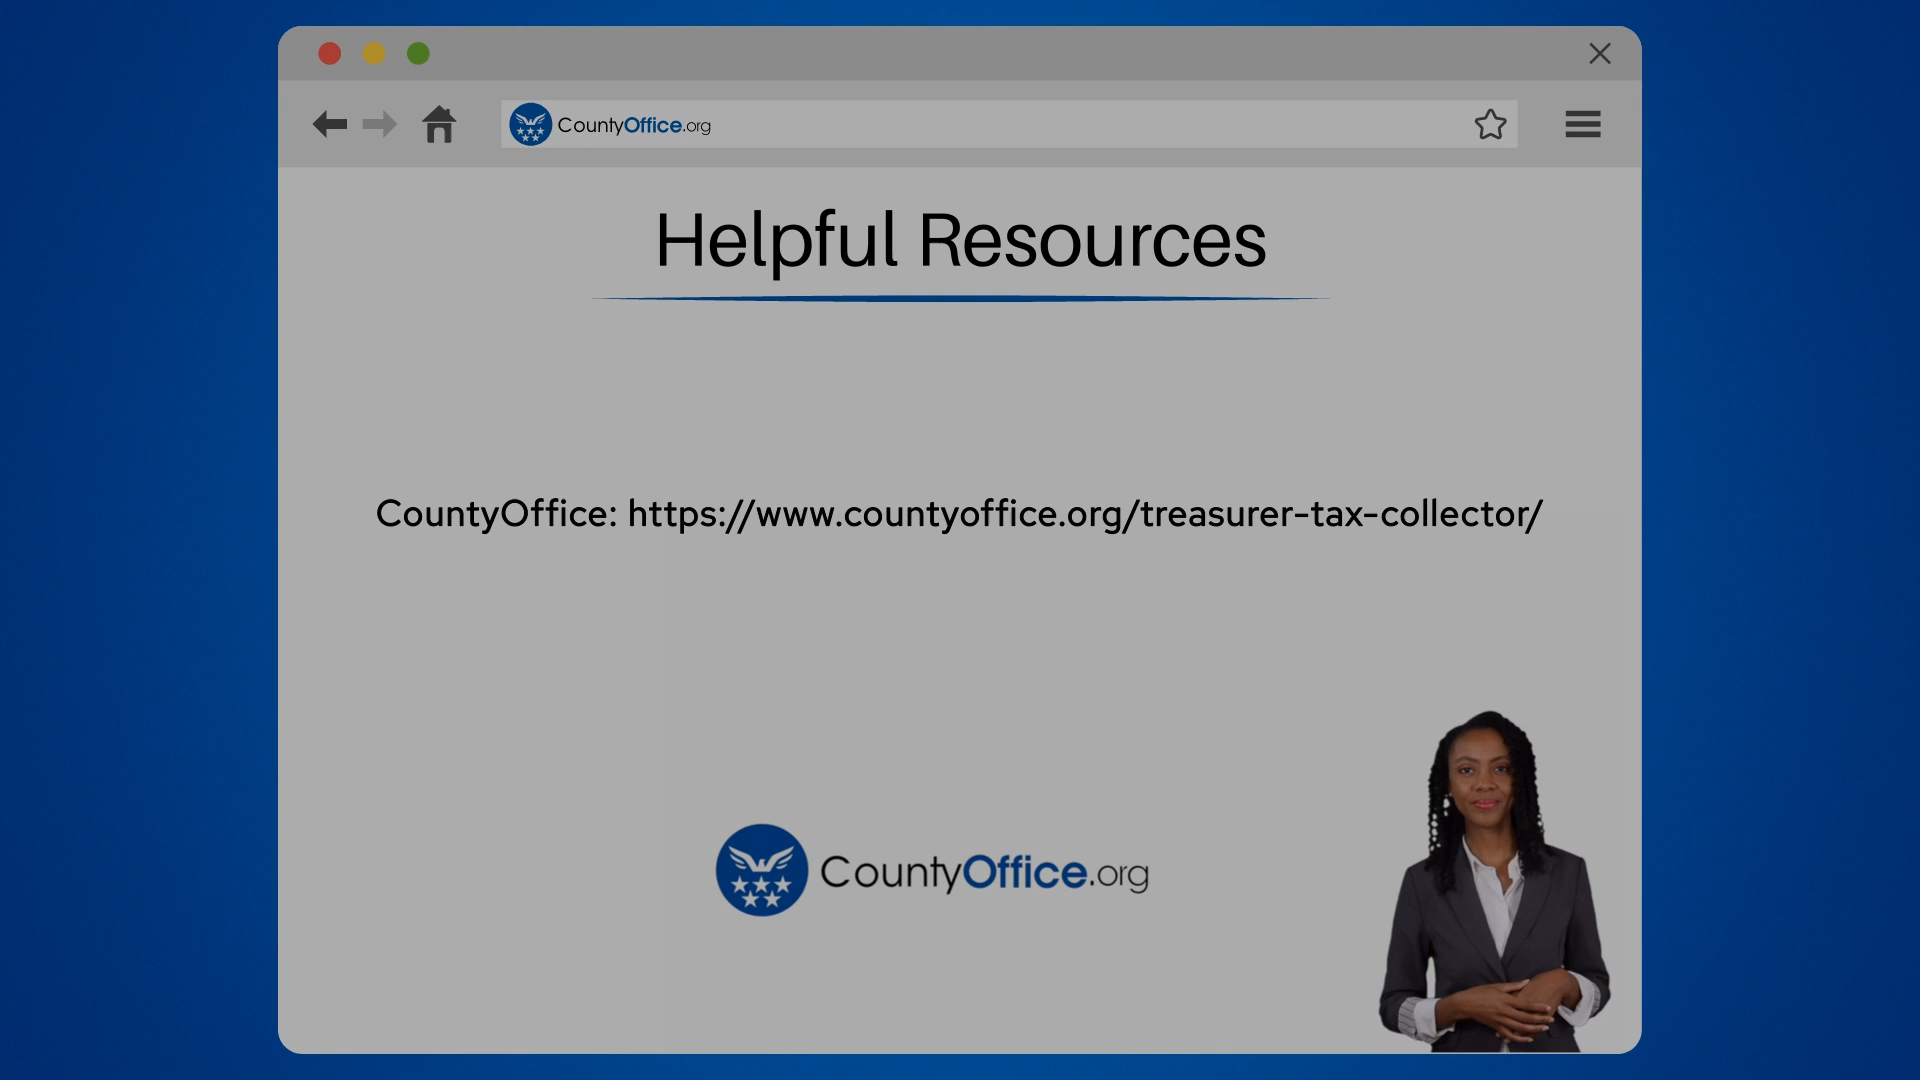 CountyOffice.org
Helpful Resources
CountyOffice: https://www.countyoffice.org/treasurer-tax-collector/
CountyOffice.org